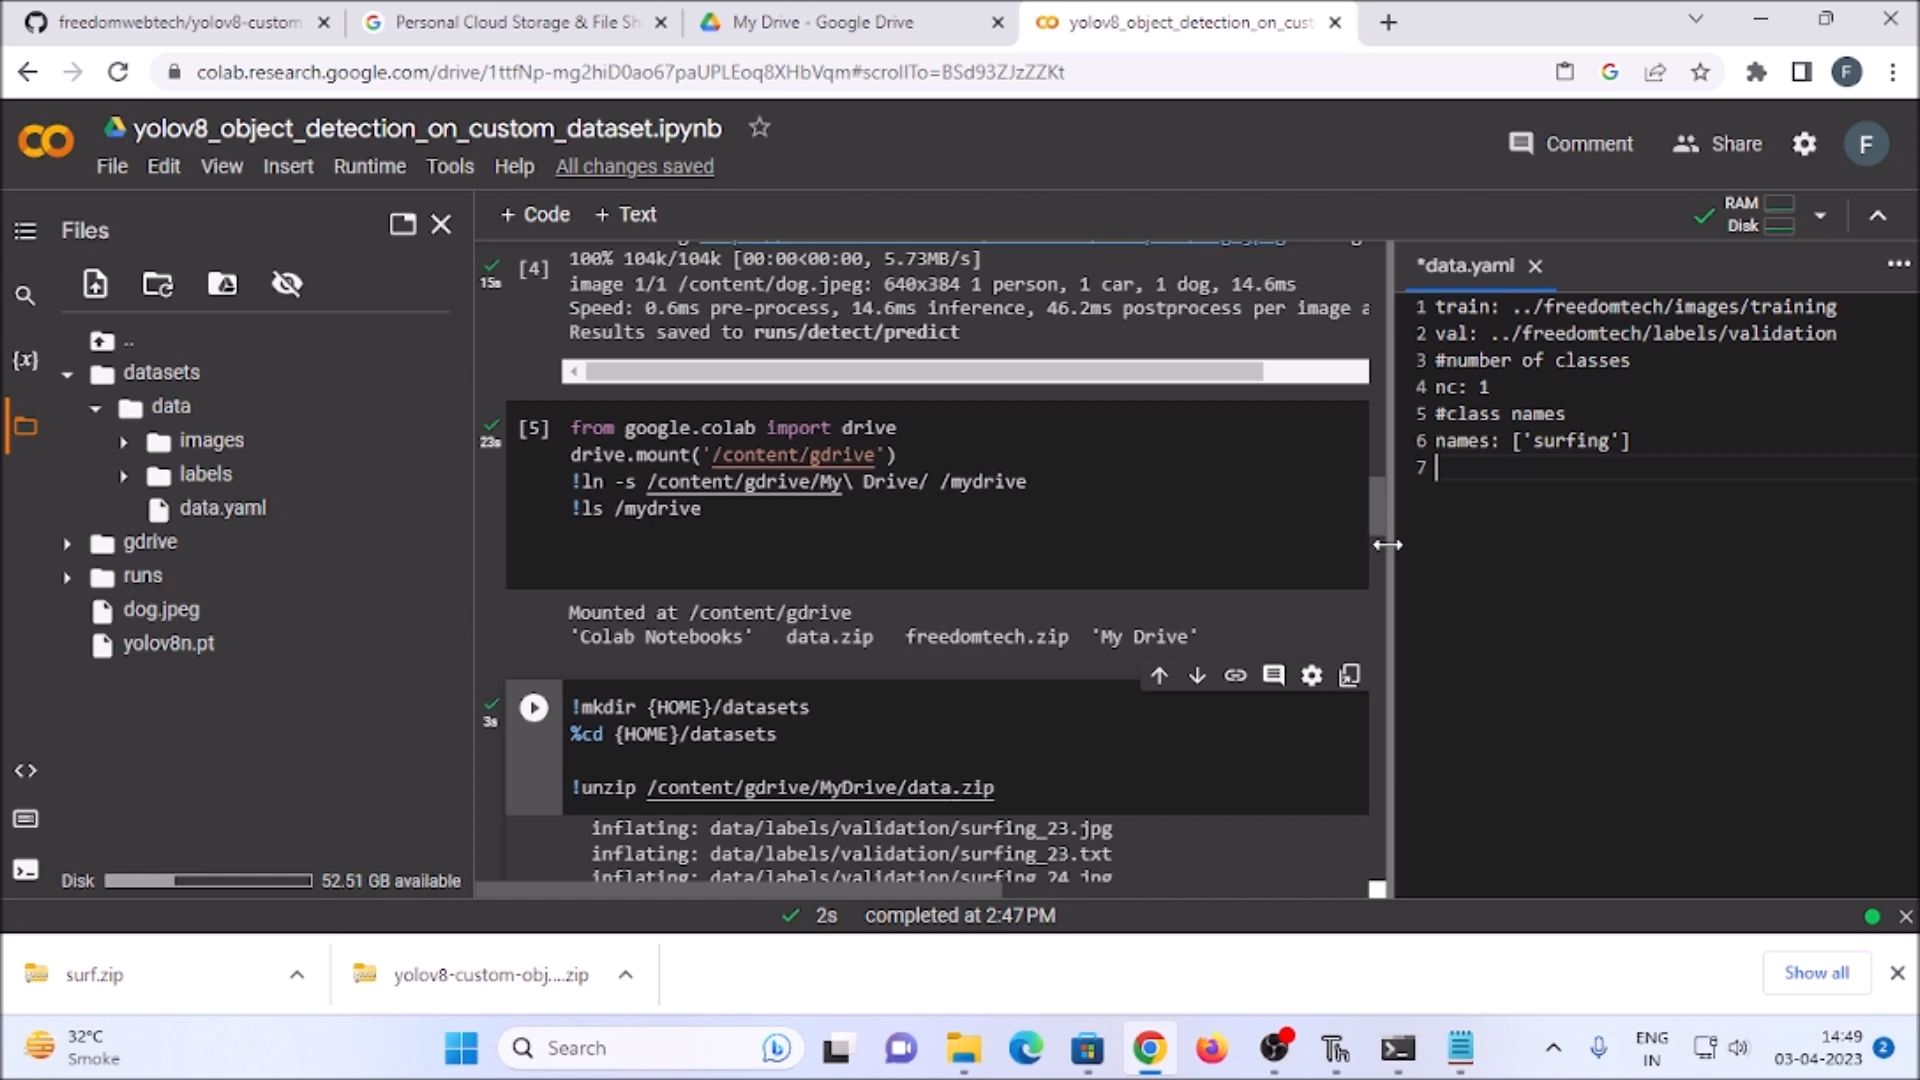 freedomwebtech/yolov8-custom
Personal Cloud Storage & File Sh
My Drive - Google Drive
yolov8_object_detection_on_cust
colab.research.google.com/drive/1ttfNp-mg2hiD0ao67paUPLEoq8XHbVqm#scrollTo=BSd93ZJzZZKt
F
yolov8_object_detection_on_custom_dataset.ipynb
Comment
Share
F
File Edit View Insert Runtime Tools Help All changes saved
Files
+ Code + Text
RAM
Disk
..
datasets
data
images
labels
data.yaml
gdrive
runs
dog.jpeg
yolov8n.pt
Disk
52.51 GB available
{x}
15s
[4]
100% 104k/104k [00:00<00:00, 5.73MB/s]
image 1/1 /content/dog.jpeg: 640x384 1 person, 1 car, 1 dog, 14.6ms
Speed: 0.6ms pre-process, 14.6ms inference, 46.2ms postprocess per image a
Results saved to runs/detect/predict
23s
[5]
from google.colab import drive
drive.mount('/content/gdrive')
!ln -s /content/gdrive/My\ Drive/ /mydrive
!ls /mydrive
Mounted at /content/gdrive
'Colab Notebooks' data.zip freedomtech.zip 'My Drive'
3s
!mkdir {HOME}/datasets
%cd {HOME}/datasets
!unzip /content/gdrive/MyDrive/data.zip
inflating: data/labels/validation/surfing_23.jpg
inflating: data/labels/validation/surfing_23.txt
inflating: data/labels/validation/surfing_24.jpg
*data.yaml
1 train: ../freedomtech/images/training
2 val: ../freedomtech/labels/validation
3 #number of classes
4 nc: 1
5 #class names
6 names: ['surfing']
7
2s completed at 2:47 PM
surf.zip
yolov8-custom-obj....zip
Show all
32°C
Smoke
Search
ENG
IN
14:49
03-04-2023
2